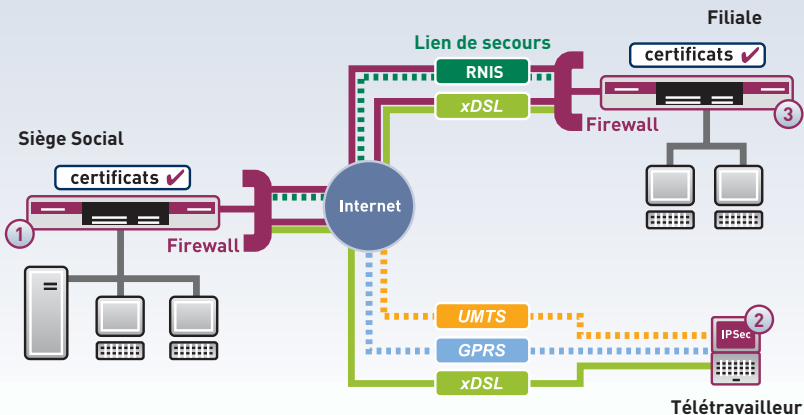 Filiale
Lien de secours
certificats ✔
RNIS
xDSL
Firewall
3
Siège Social
certificats ✔
1
Firewall
Internet
UMTS
IPSec
2
GPRS
xDSL
Télétravailleur